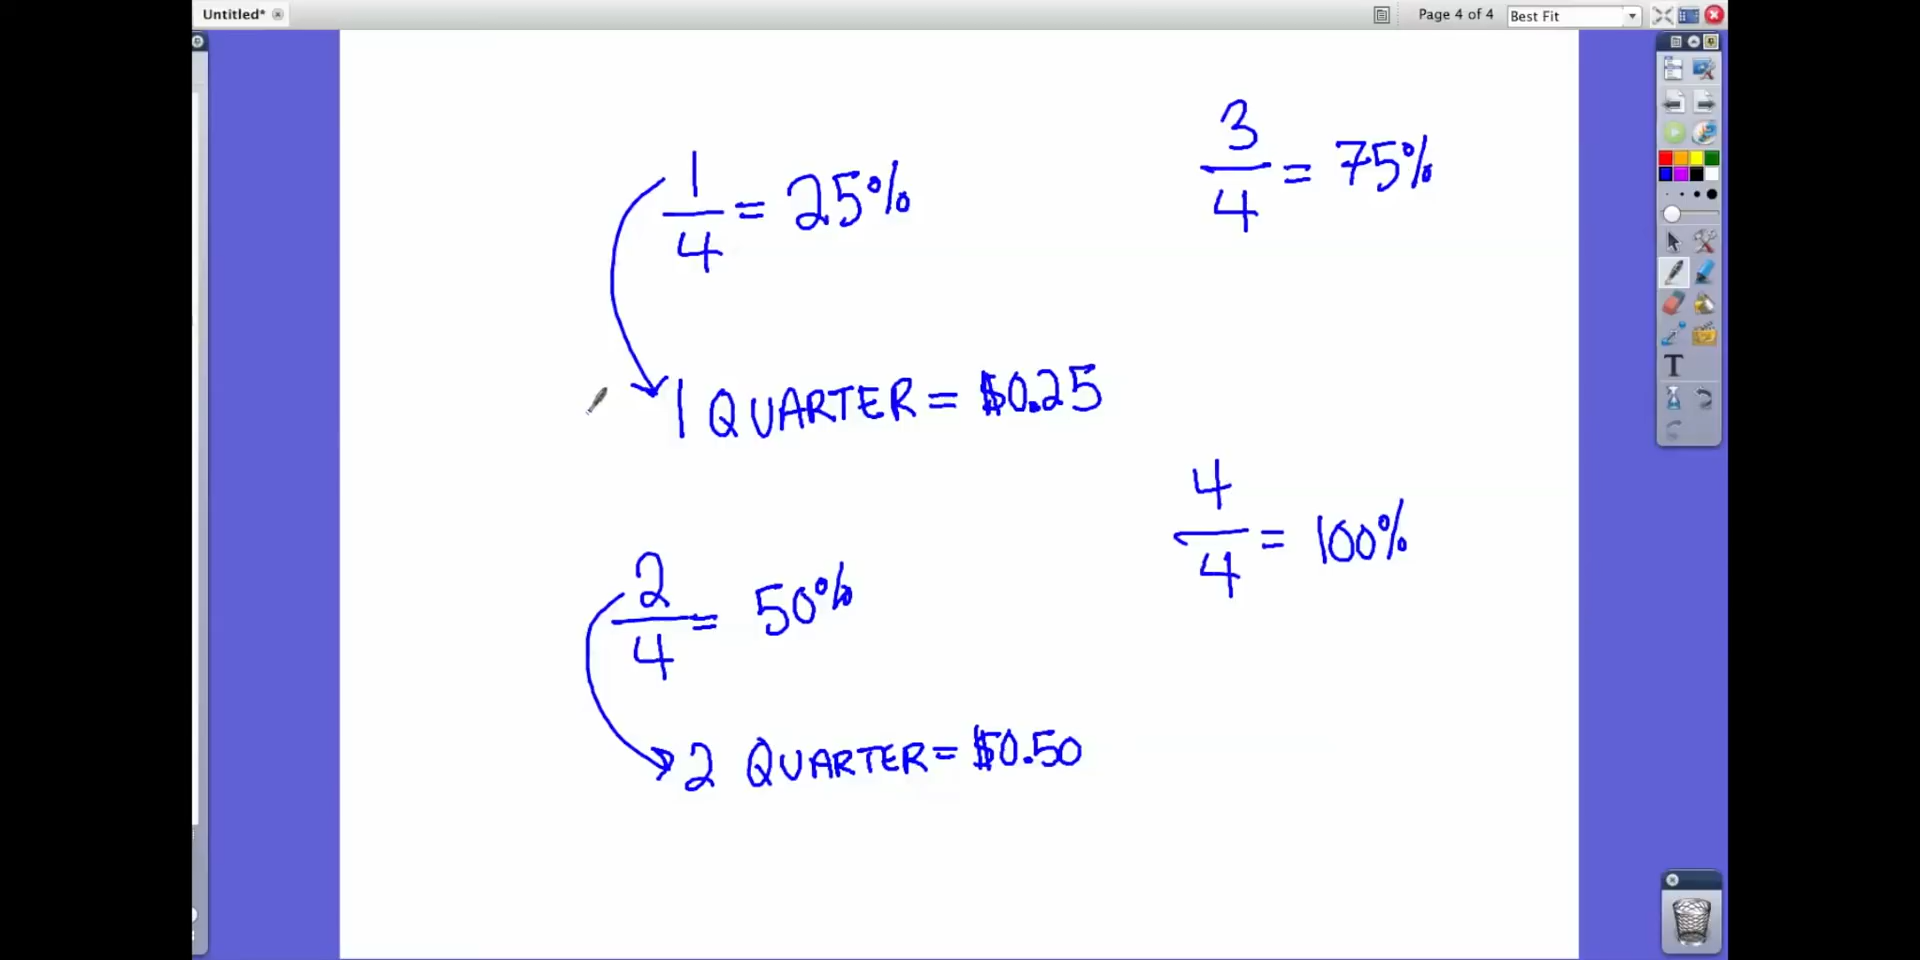 Untitled*
Page 4 of 4
Best Fit
1/4 = 25%
1 QUARTER = $0.25
2/4 = 50%
2 QUARTER = $0.50
3/4 = 75%
4/4 = 100%
T